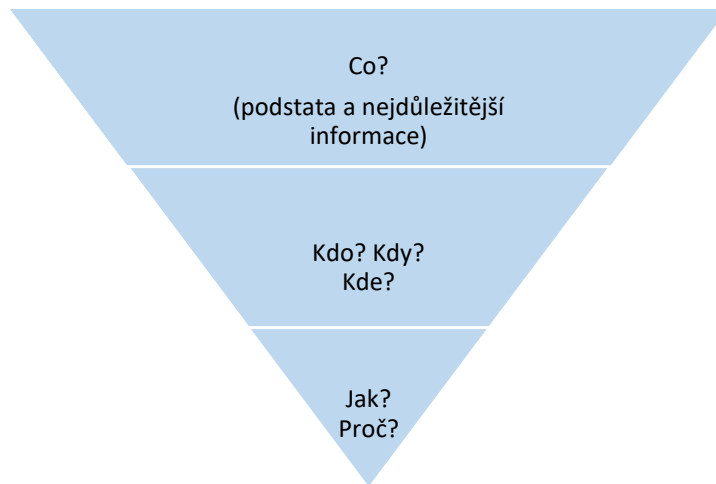 Co?
(podstata a nejdůležitější
informace)
Kdo? Kdy?
Kde?
Jak?
Proč?